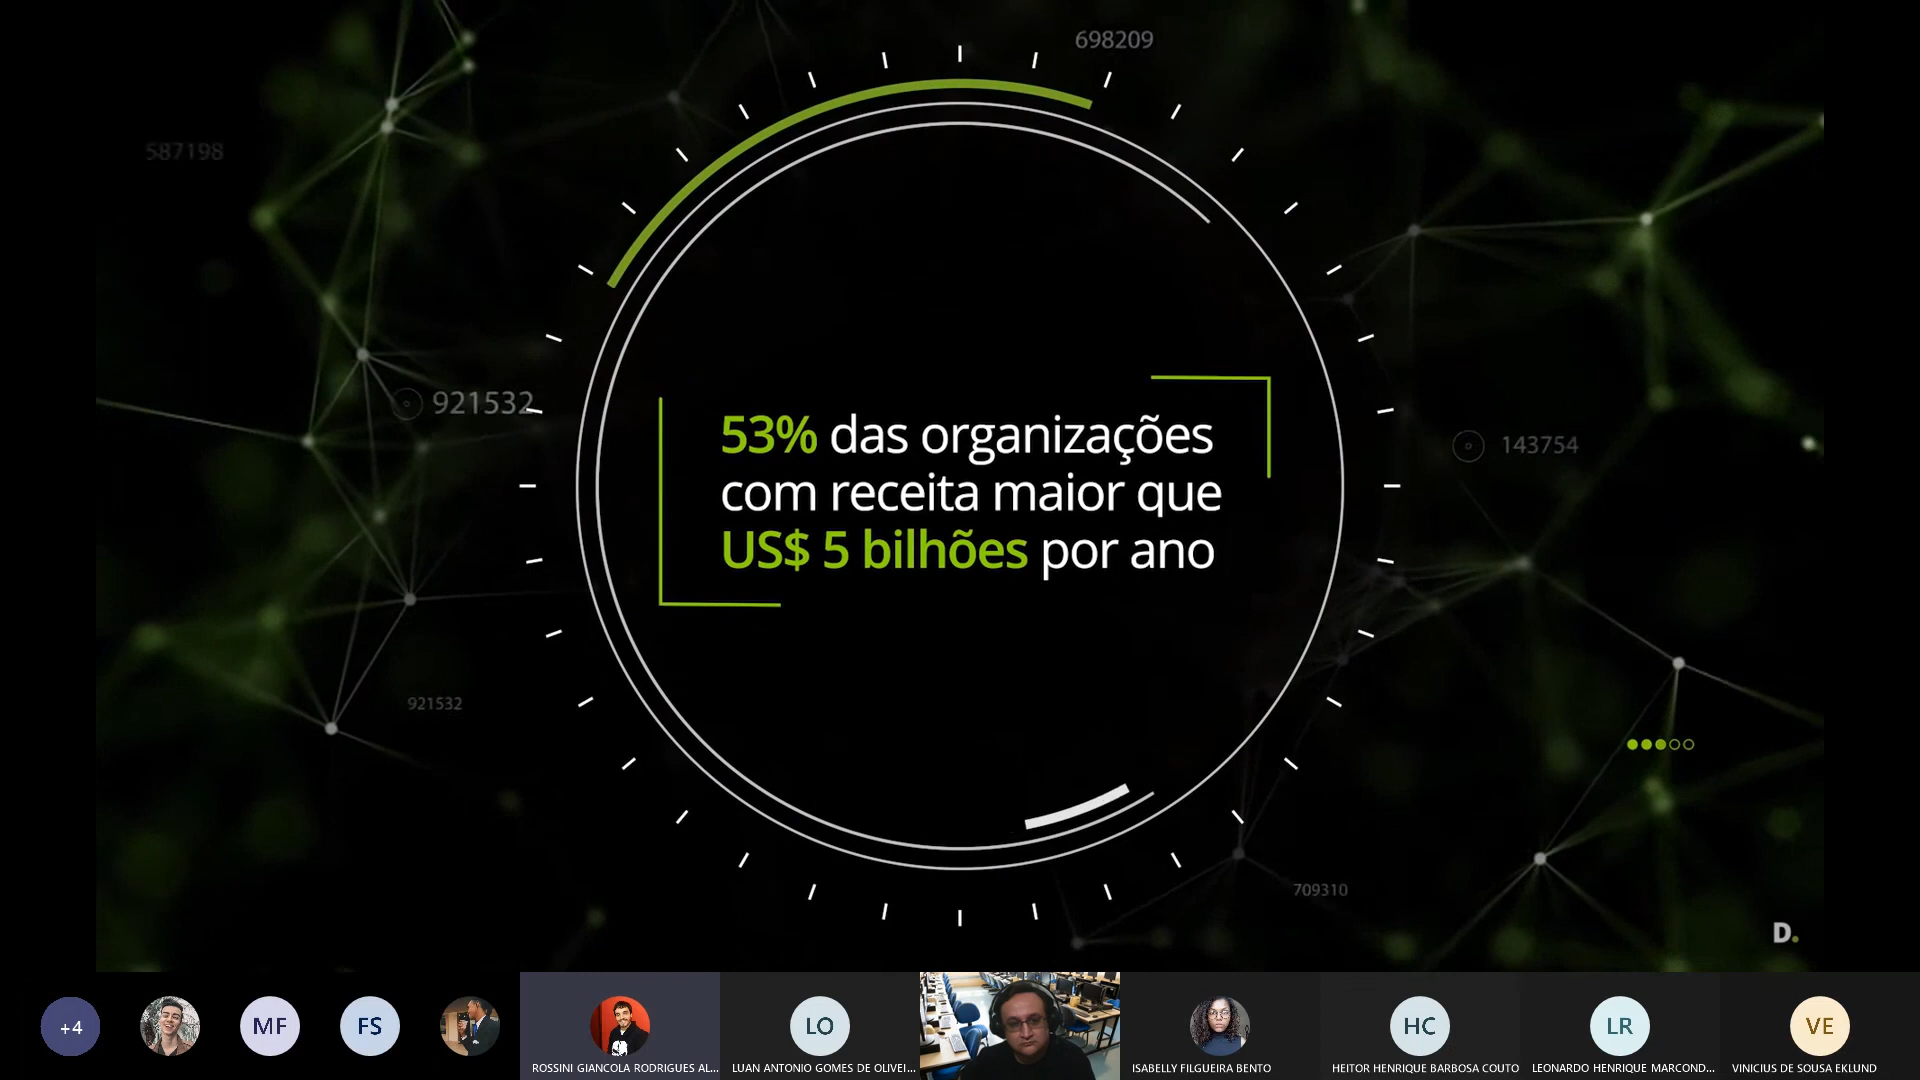 698209
587198
921532
143754
53% das organizações
com receita maior que
US$ 5 bilhões por ano
921532
709310
D.
+4
MF
FS
LO
HC
LR
VE
ROSSINI GIANCOLA RODRIGUES AL...
LUAN ANTONIO GOMES DE OLIVEI...
ISABELLY FILGUEIRA BENTO
HEITOR HENRIQUE BARBOSA COUTO
LEONARDO HENRIQUE MARCOND...
VINICIUS DE SOUSA EKLUND